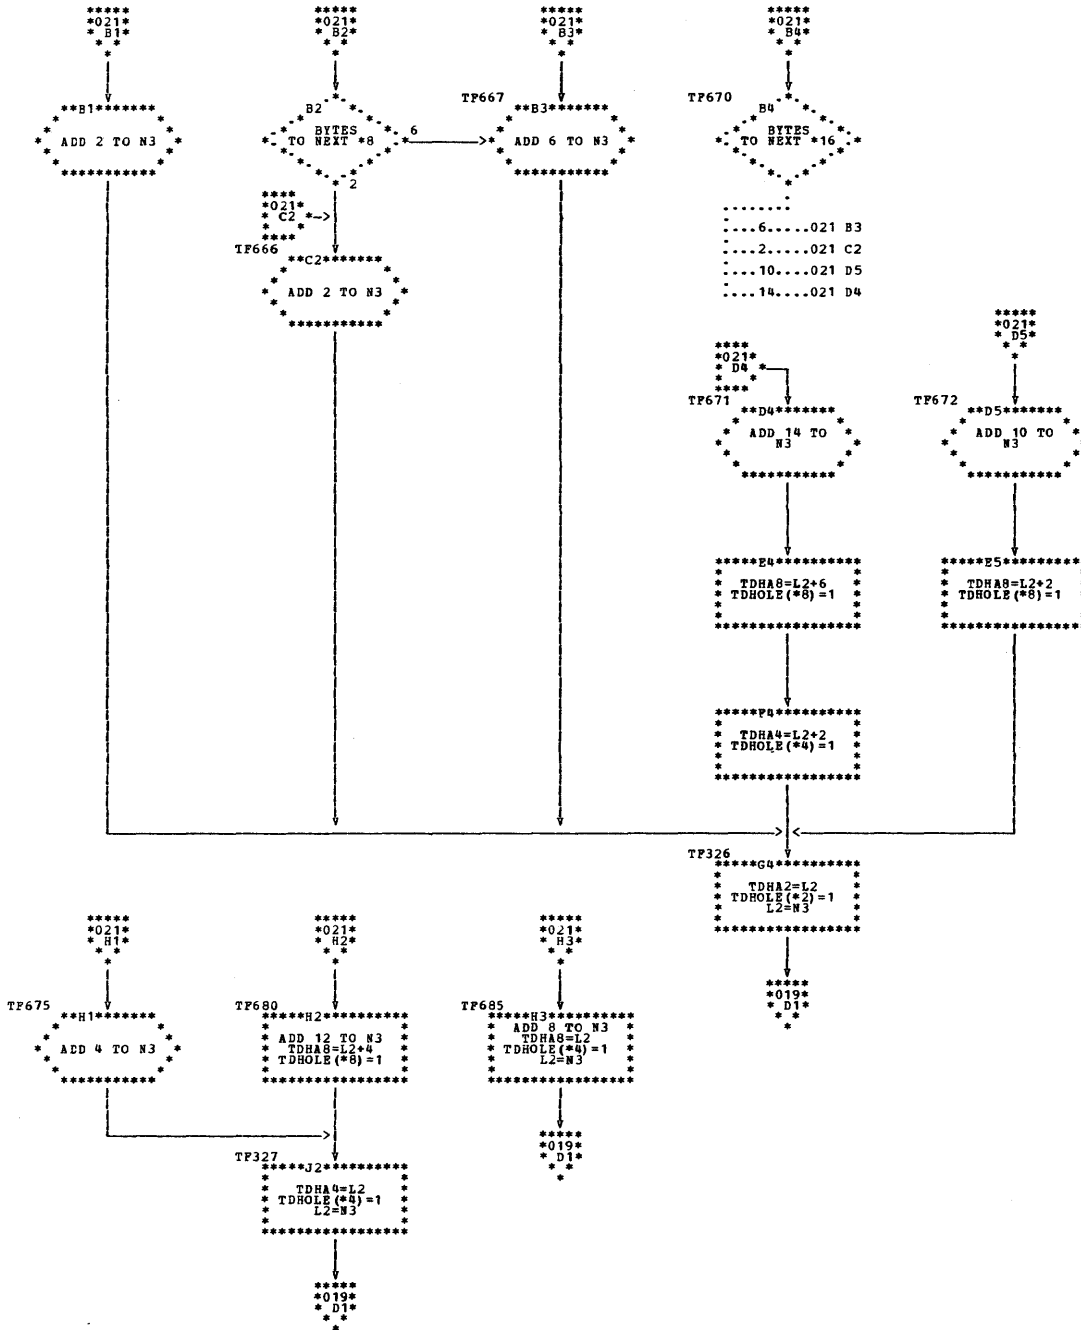 *021* *021* *021* *021*
B1 B2 B3 B4
TF667 TF670
B1 B2 B3 B4
ADD 2 TO N3
BYTES
TO NEXT *8
6
ADD 6 TO N3
BYTES
TO NEXT *16
2
*021*
C2
TF666
C2
ADD 2 TO N3
6.....021 B3
2.....021 C2
10....021 D5
14....021 D4
*021*
D5
*021*
D4
TF671 TF672
D4 D5
ADD 14 TO
N3
ADD 10 TO
N3
E4 E5
TDHA8=L2+6
TDHOLE(*8)=1
TDHA8=L2+2
TDHOLE(*8)=1
F4
TDHA4=L2+2
TDHOLE(*4)=1
TF326
G4
TDHA2=L2
TDHOLE(*2)=1
L2=N3
*019*
D1
*021* *021* *021*
H1 H2 H3
TF675 TF680 TF685
H1 H2 H3
ADD 4 TO N3
ADD 12 TO N3
TDHA8=L2+4
TDHOLE(*8)=1
ADD 8 TO N3
TDHA8=L2
TDHOLE(*4)=1
L2=N3
*019*
D1
TF327
J2
TDHA4=L2
TDHOLE(*4)=1
L2=N3
*019*
D1